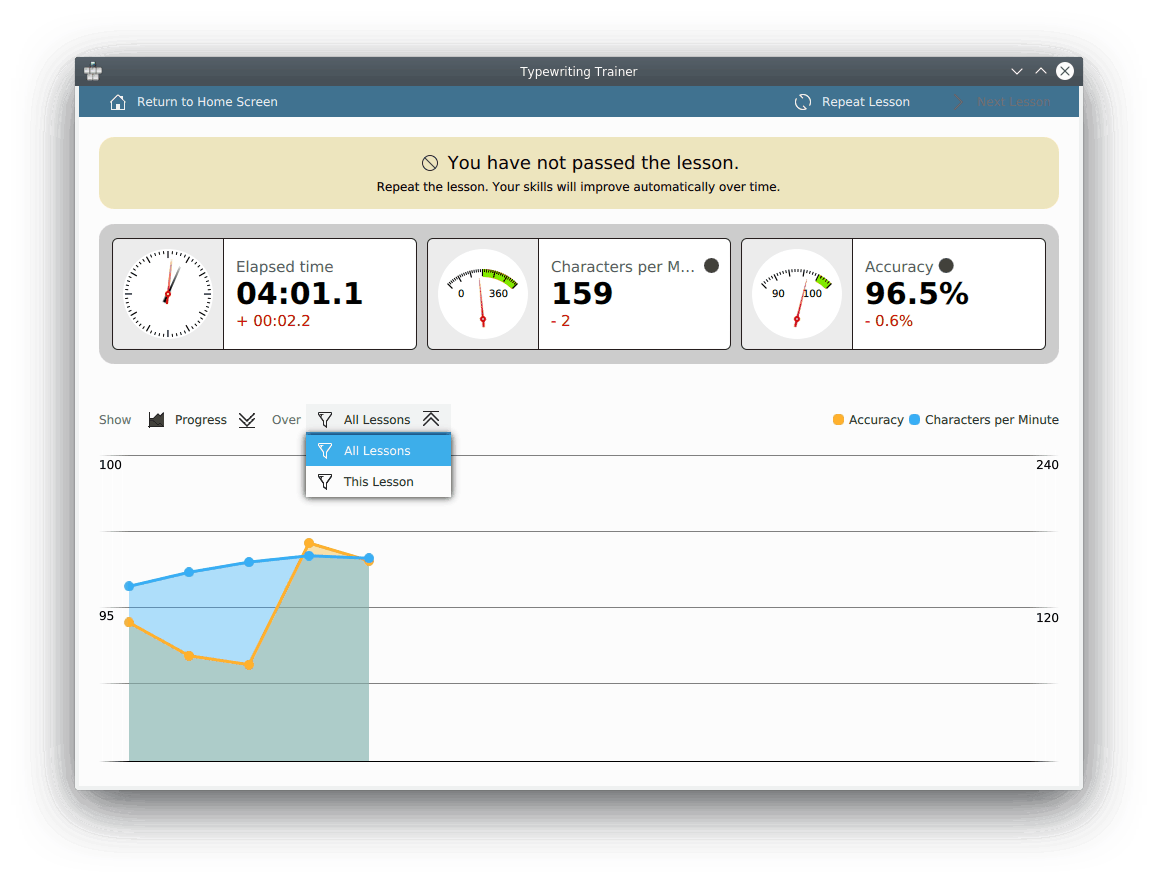 Typewriting Trainer
Return to Home Screen
Repeat Lesson
Next Lesson
You have not passed the lesson.
Repeat the lesson. Your skills will improve automatically over time.
Elapsed time
04:01.1
+ 00:02.2
0 360
Characters per M...
159
- 2
90 100
Accuracy
96.5%
- 0.6%
Show Progress Over All Lessons
Accuracy Characters per Minute
All Lessons
This Lesson
100
240
95
120